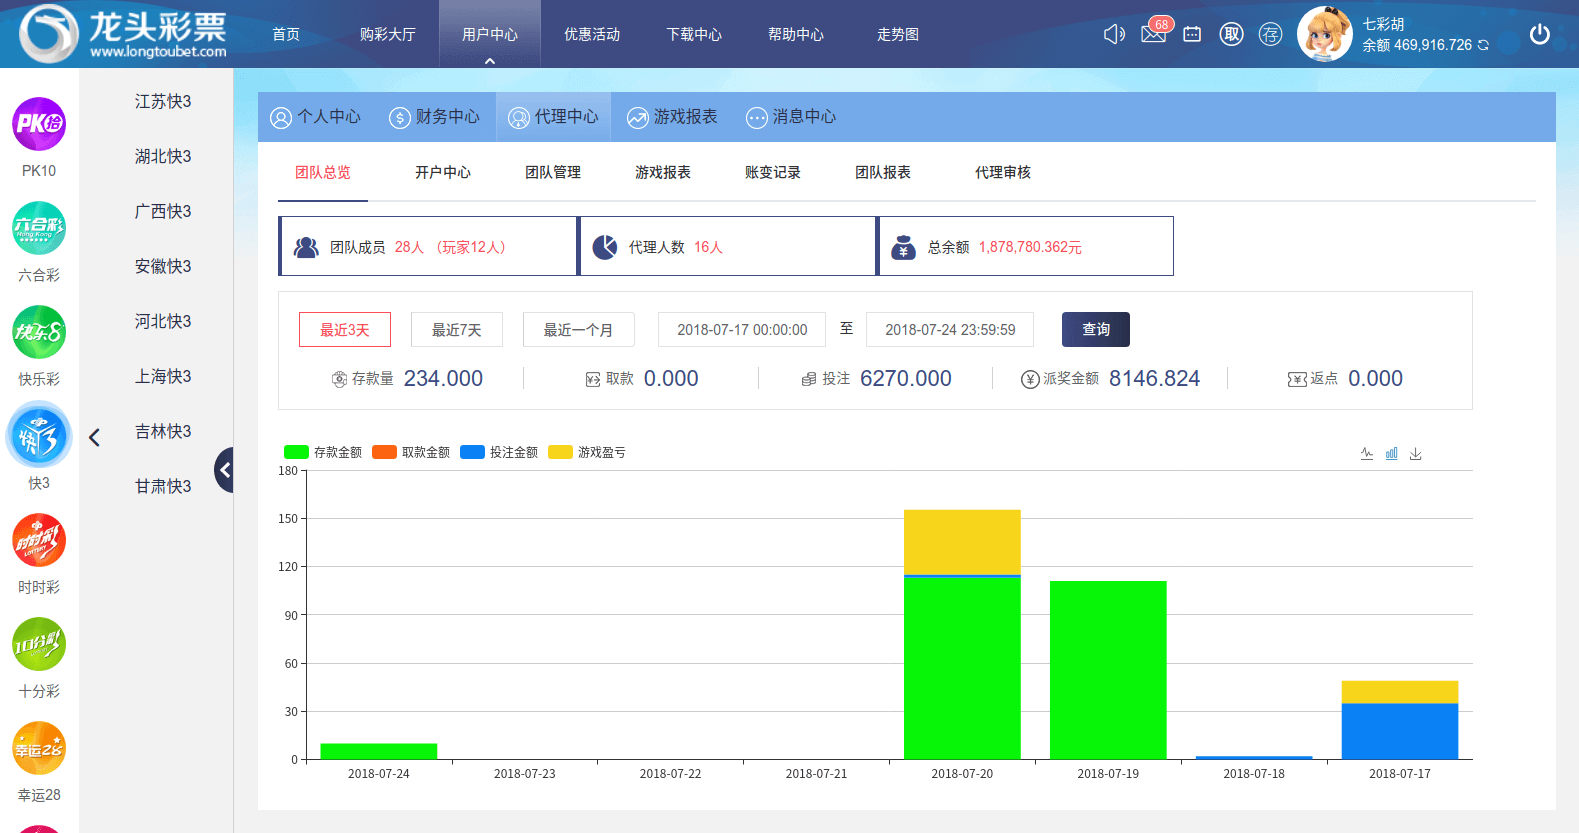 龙头彩票
www.longtoubet.com
首页 购彩大厅 用户中心 优惠活动 下载中心 帮助中心 走势图
68 取 存
七彩胡
余额 469,916.726
PK拾
PK10
六合彩
Hong Kong
六合彩
快乐8
快乐彩
快3
快3
时时彩
LOTTERY
时时彩
10分彩
十分彩
幸运28
幸运28
江苏快3
湖北快3
广西快3
安徽快3
河北快3
上海快3
吉林快3
甘肃快3
个人中心 财务中心 代理中心 游戏报表 消息中心
团队总览 开户中心 团队管理 游戏报表 账变记录 团队报表 代理审核
团队成员 28人 （玩家12人） 代理人数 16人 总余额 1,878,780.362元
最近3天 最近7天 最近一个月 2018-07-17 00:00:00 至 2018-07-24 23:59:59 查询
存款量 234.000 取款 0.000 投注 6270.000 派奖金额 8146.824 返点 0.000
存款金额 取款金额 投注金额 游戏盈亏
180
150
120
90
60
30
0
2018-07-24 2018-07-23 2018-07-22 2018-07-21 2018-07-20 2018-07-19 2018-07-18 2018-07-17